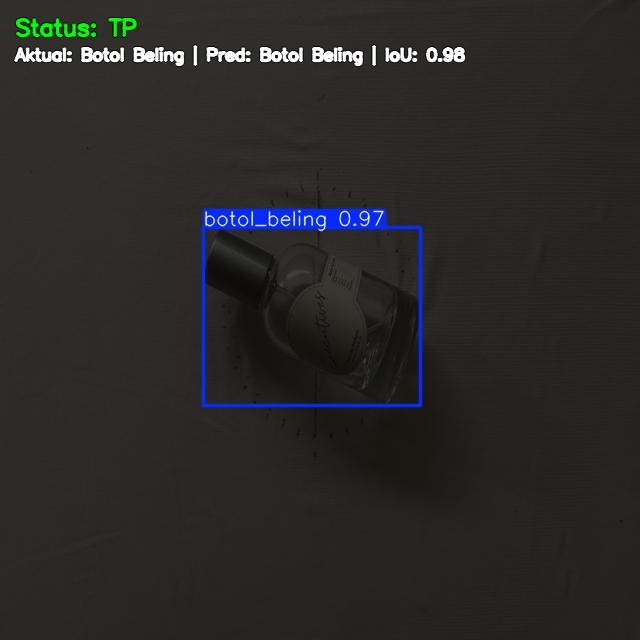 Status: TP
Aktual: Botol Beling | Pred: Botol Beling | IoU: 0.98
botol_beling 0.97